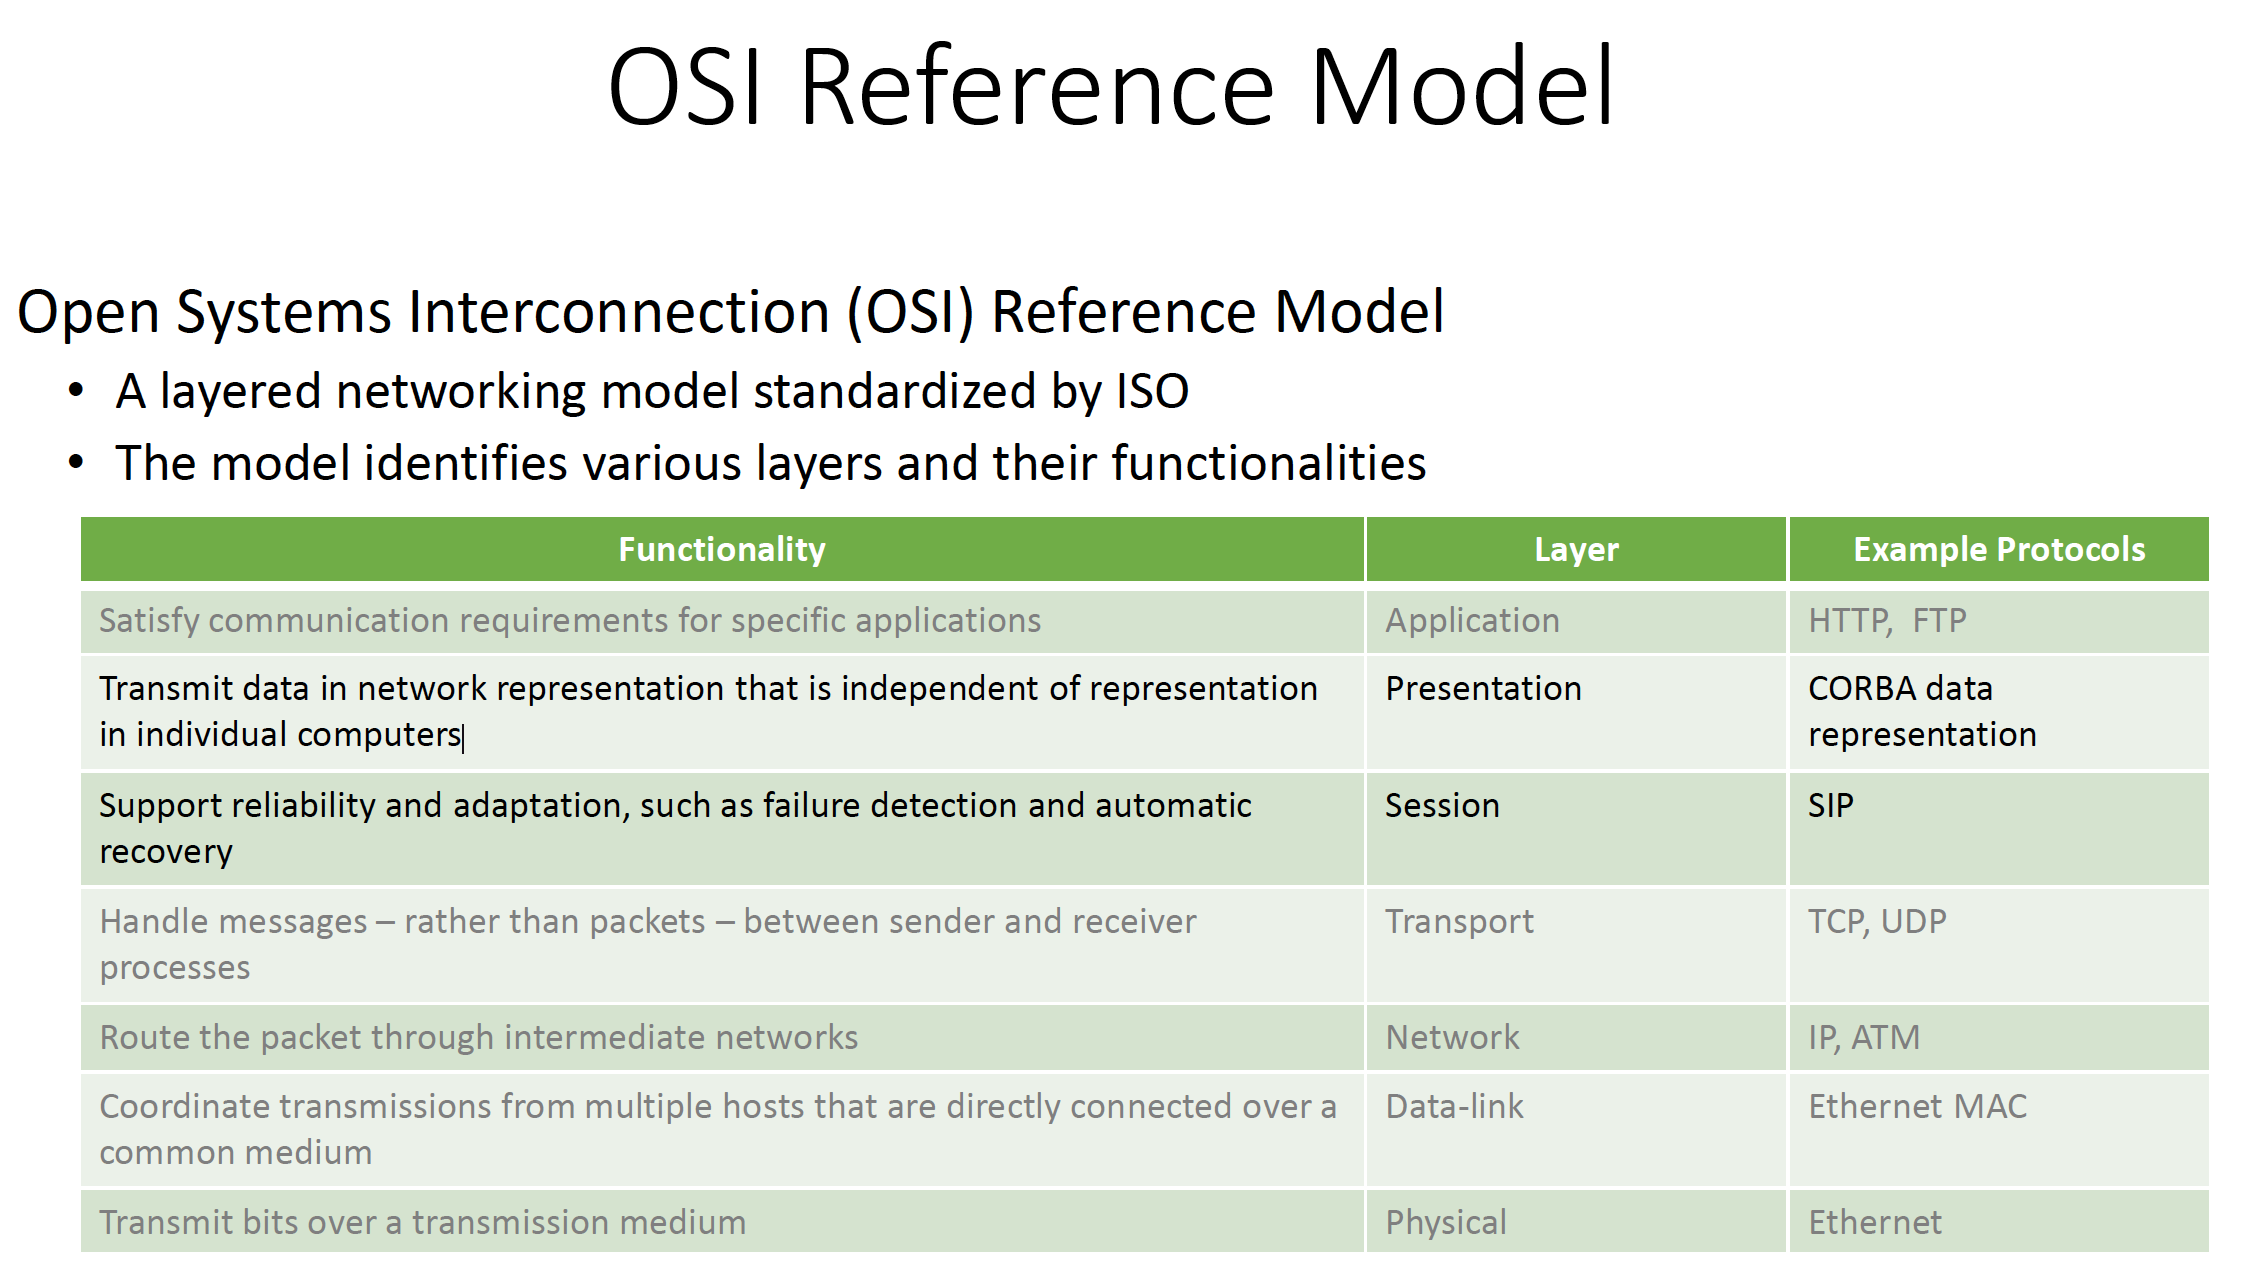 OSI Reference Model
Open Systems Interconnection (OSI) Reference Model
• A layered networking model standardized by ISO
• The model identifies various layers and their functionalities
Functionality Layer Example Protocols
Satisfy communication requirements for specific applications Application HTTP, FTP
Transmit data in network representation that is independent of representation Presentation CORBA data
in individual computers representation
Support reliability and adaptation, such as failure detection and automatic Session SIP
recovery
Handle messages – rather than packets – between sender and receiver Transport TCP, UDP
processes
Route the packet through intermediate networks Network IP, ATM
Coordinate transmissions from multiple hosts that are directly connected over a Data-link Ethernet MAC
common medium
Transmit bits over a transmission medium Physical Ethernet